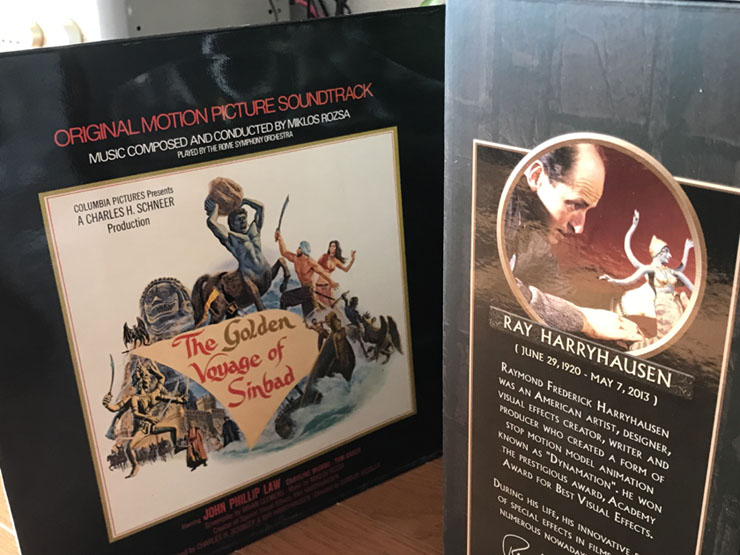 ORIGINAL MOTION PICTURE SOUNDTRACK
MUSIC COMPOSED AND CONDUCTED BY MIKLOS ROZSA
PLAYED BY THE ROME SYMPHONY ORCHESTRA
COLUMBIA PICTURES Presents
A CHARLES H. SCHNEER
Production
The Golden
Voyage of
Sinbad
JOHN PHILLIP LAW
RAY HARRYHAUSEN
( JUNE 29, 1920 - MAY 7, 2013 )
RAYMOND FREDERICK HARRYHAUSEN
WAS AN AMERICAN ARTIST, DESIGNER,
VISUAL EFFECTS CREATOR, WRITER AND
PRODUCER WHO CREATED A FORM OF
STOP MOTION MODEL ANIMATION
KNOWN AS "DYNAMATION". HE WON
THE PRESTIGIOUS AWARD, ACADEMY
AWARD FOR BEST VISUAL EFFECTS.
DURING HIS LIFE, HIS INNOVATIVE
OF SPECIAL EFFECTS IN FILM
NUMEROUS NOWADAY